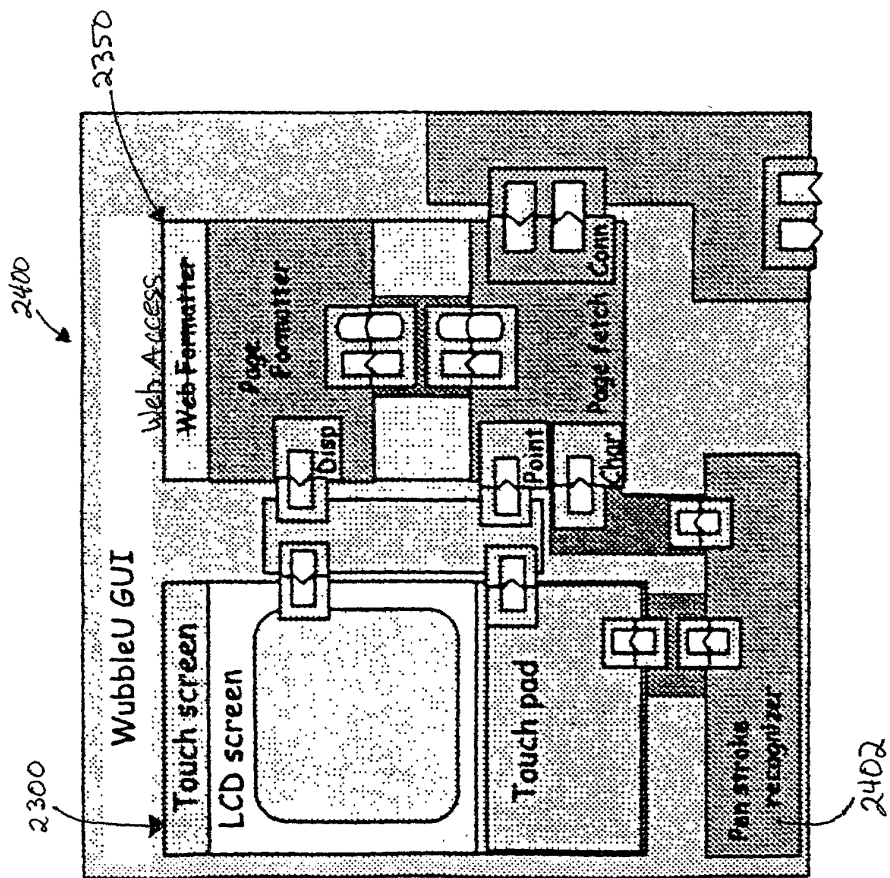 2400
2350
2300
WubbleU GUI
Touch screen
LCD screen
Touch pad
Pen stroke
recognizer
2402
Web Access
Web Formatter
Page
Formatter
Disp
Point
Char
Page fetch
Conn